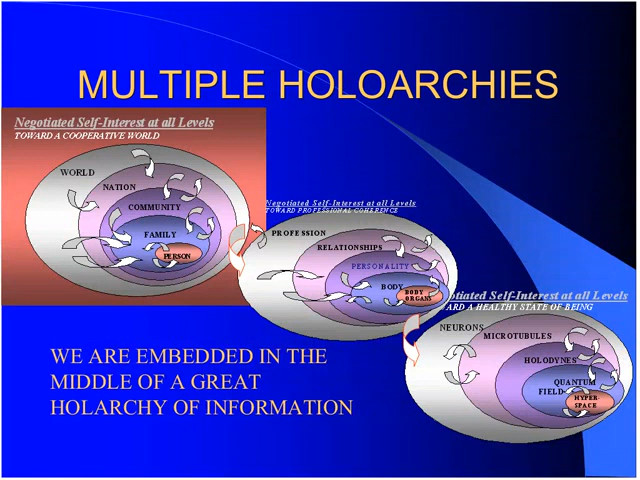 MULTIPLE HOLOARCHIES
Negotiated Self-Interest at all Levels
TOWARD A COOPERATIVE WORLD
WORLD
NATION
COMMUNITY
FAMILY
PERSON
Negotiated Self-Interest at all Levels
TOWARD PROFESSIONAL COHERENCE
PROFESSION
RELATIONSHIPS
PERSONALITY
BODY
BODY
ORGANS
otiated Self-Interest at all Levels
ARD A HEALTHY STATE OF BEING
NEURONS
MICROTUBULES
HOLODYNES
QUANTUM
FIELD
HYPER-
SPACE
WE ARE EMBEDDED IN THE
MIDDLE OF A GREAT
HOLARCHY OF INFORMATION